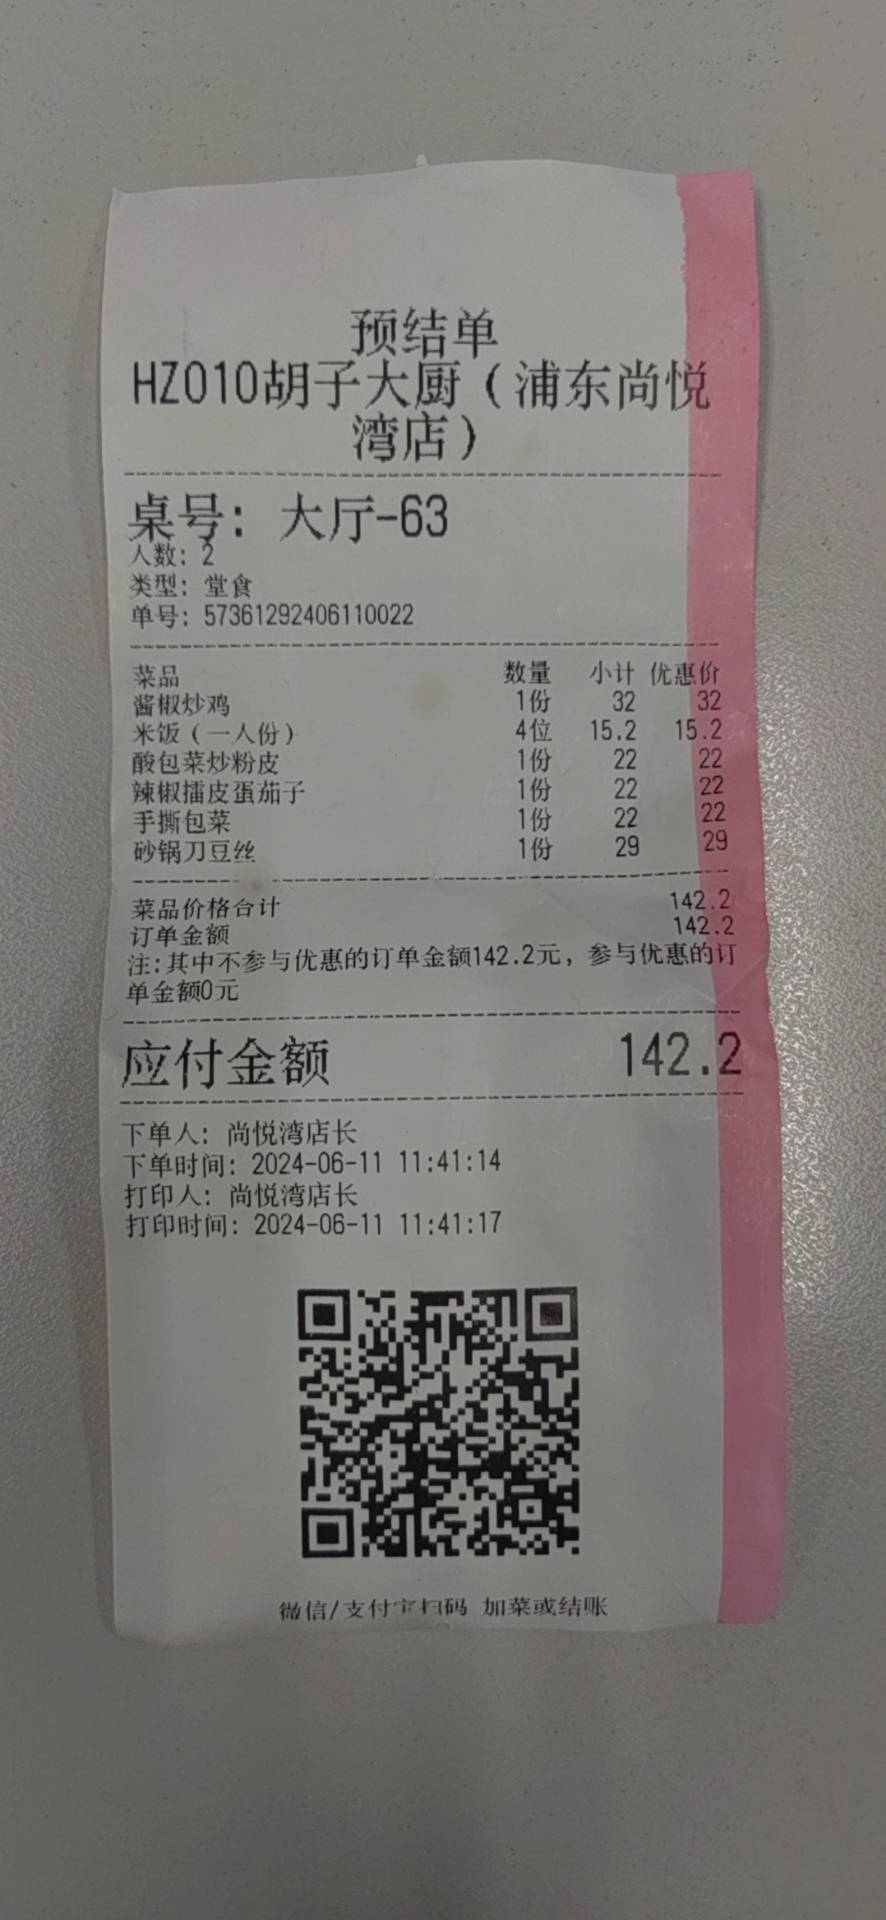 预结单
HZ010胡子大厨（浦东尚悦
湾店）
桌号：大厅-63
人数：2
类型：堂食
单号：57361292406110022
菜品 数量 小计 优惠价
酱椒炒鸡 1份 32 32
米饭（一人份） 4位 15.2 15.2
酸包菜炒粉皮 1份 22 22
辣椒擂皮蛋茄子 1份 22 22
手撕包菜 1份 22 22
砂锅刀豆丝 1份 29 29
菜品价格合计 142.2
订单金额 142.2
注:其中不参与优惠的订单金额142.2元，参与优惠的订
单金额0元
应付金额 142.2
下单人：尚悦湾店长
下单时间：2024-06-11 11:41:14
打印人：尚悦湾店长
打印时间：2024-06-11 11:41:17
微信/支付宝扫码 加菜或结账